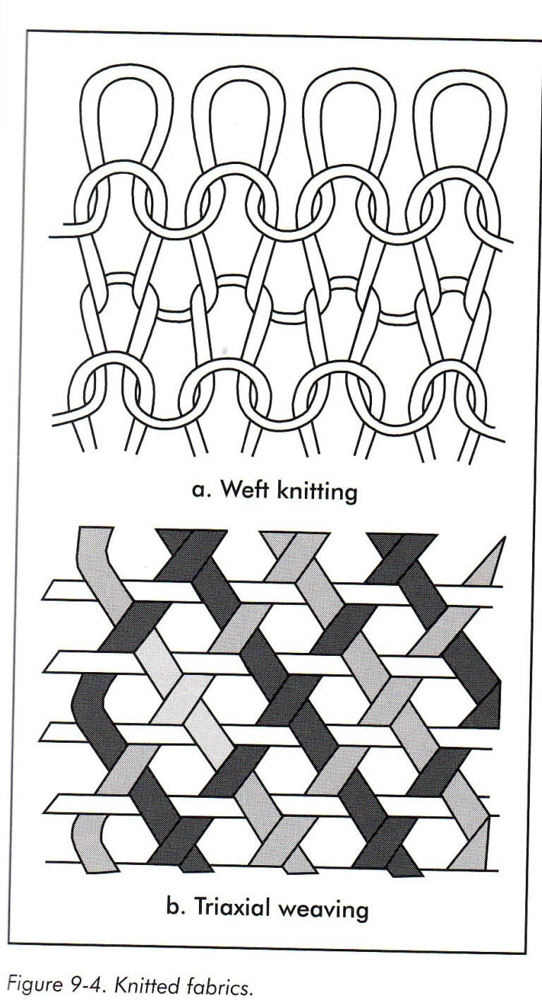 a. Weft knitting
b. Triaxial weaving
Figure 9-4. Knitted fabrics.